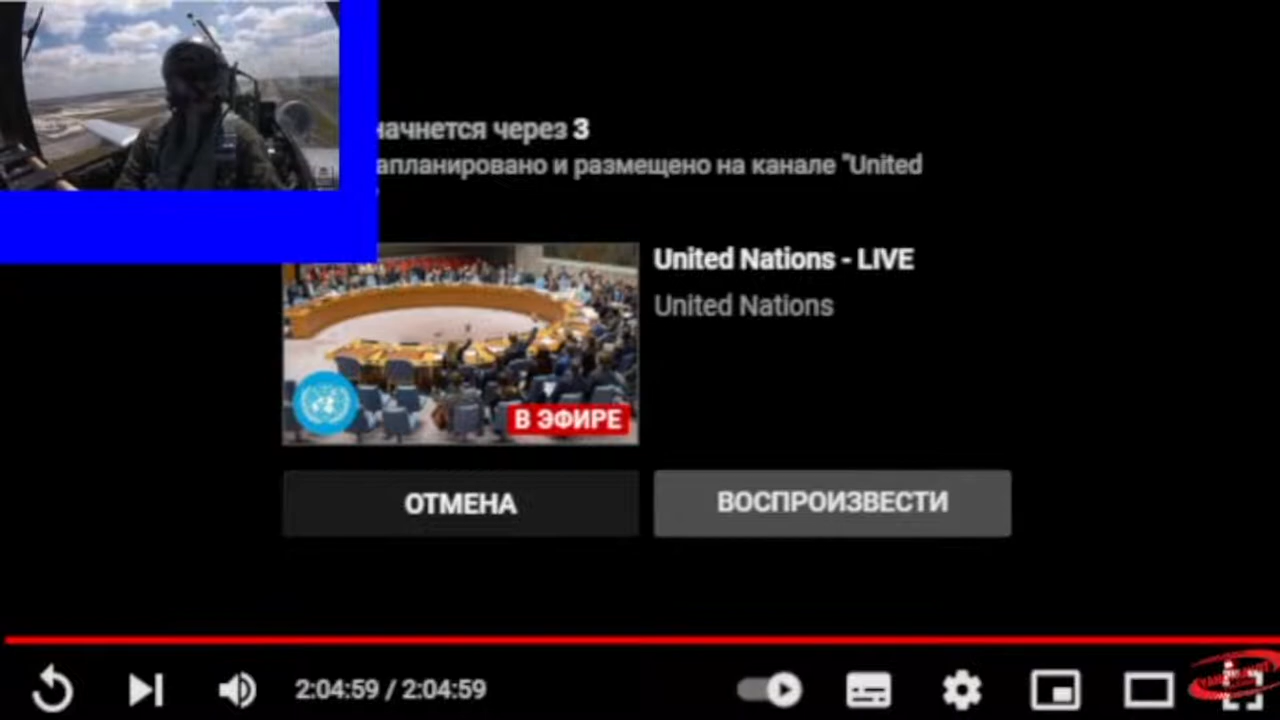 начнется через 3
апланировано и размещено на канале "United
United Nations - LIVE
United Nations
В ЭФИРЕ
ОТМЕНА
ВОСПРОИЗВЕСТИ
2:04:59 / 2:04:59